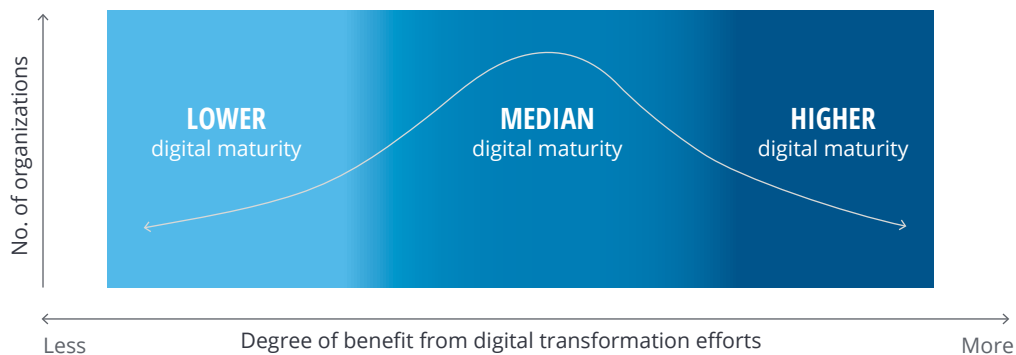 No. of organizations
LOWER
digital maturity
MEDIAN
digital maturity
HIGHER
digital maturity
Less
Degree of benefit from digital transformation efforts
More